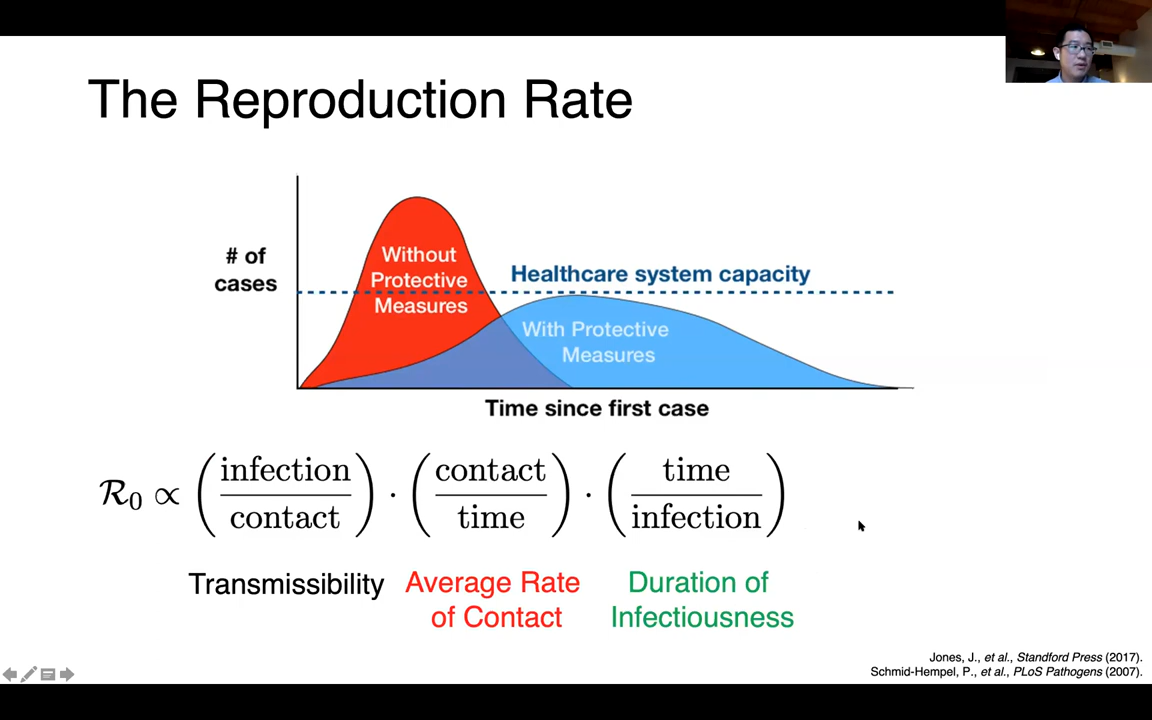 The Reproduction Rate
# of
cases
Without
Protective
Measures
Healthcare system capacity
With Protective
Measures
Time since first case
R₀ ∝ (infection/contact) · (contact/time) · (time/infection)
Transmissibility
Average Rate
of Contact
Duration of
Infectiousness
Jones, J., et al., Standford Press (2017).
Schmid-Hempel, P., et al., PLoS Pathogens (2007).